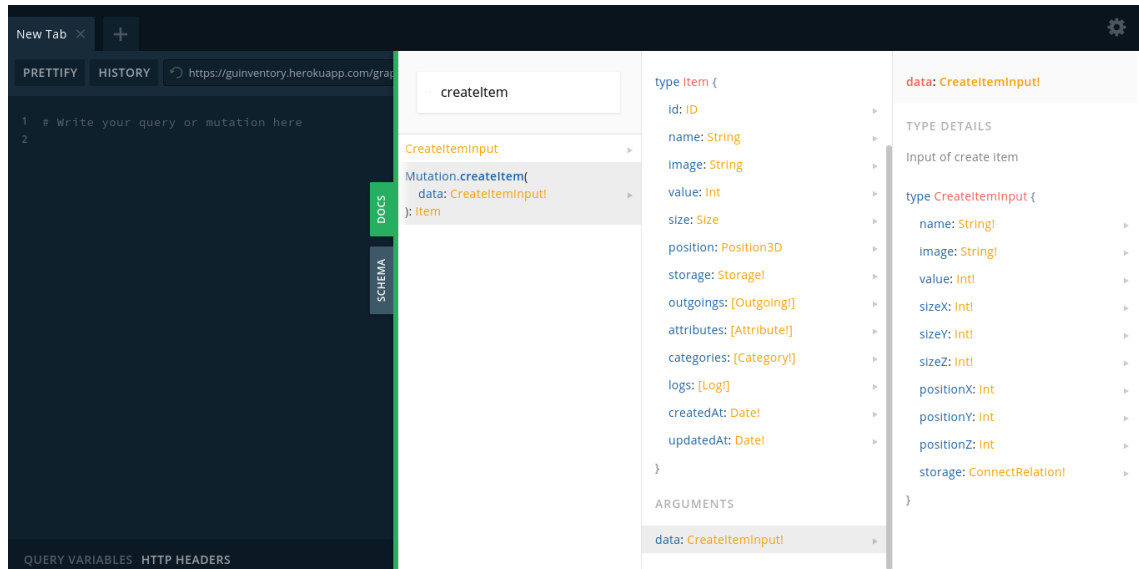 New Tab ×
PRETTIFY HISTORY https://guinventory.herokuapp.com/grap
1 # Write your query or mutation here
2
QUERY VARIABLES HTTP HEADERS
DOCS
SCHEMA
createItem
CreateItemInput
Mutation.createItem(
data: CreateItemInput!
): Item
type Item {
id: ID
name: String
image: String
value: Int
size: Size
position: Position3D
storage: Storage!
outgoings: [Outgoing!]
attributes: [Attribute!]
categories: [Category!]
logs: [Log!]
createdAt: Date!
updatedAt: Date!
}
ARGUMENTS
data: CreateItemInput!
data: CreateItemInput!
TYPE DETAILS
Input of create item
type CreateItemInput {
name: String!
image: String!
value: Int!
sizeX: Int!
sizeY: Int!
sizeZ: Int!
positionX: Int
positionY: Int
positionZ: Int
storage: ConnectRelation!
}